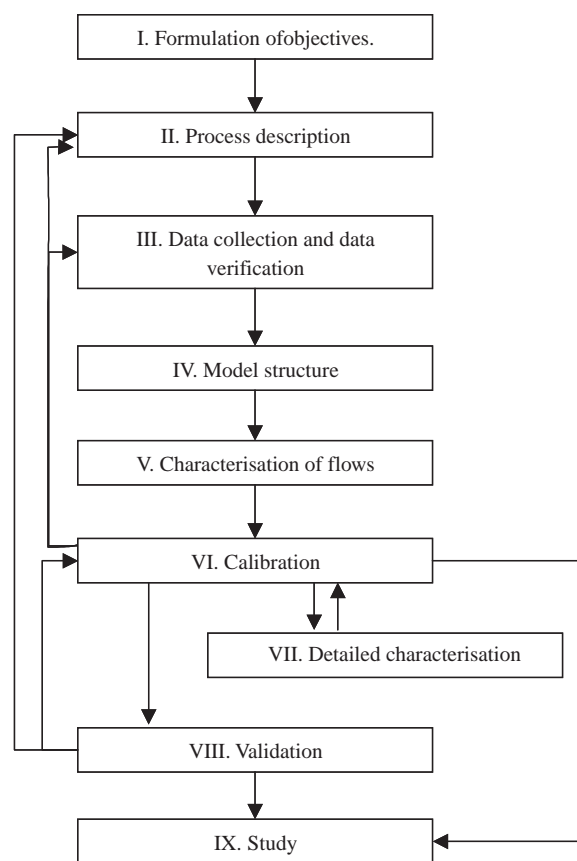 I. Formulation ofobjectives.
II. Process description
III. Data collection and data
verification
IV. Model structure
V. Characterisation of flows
VI. Calibration
VII. Detailed characterisation
VIII. Validation
IX. Study